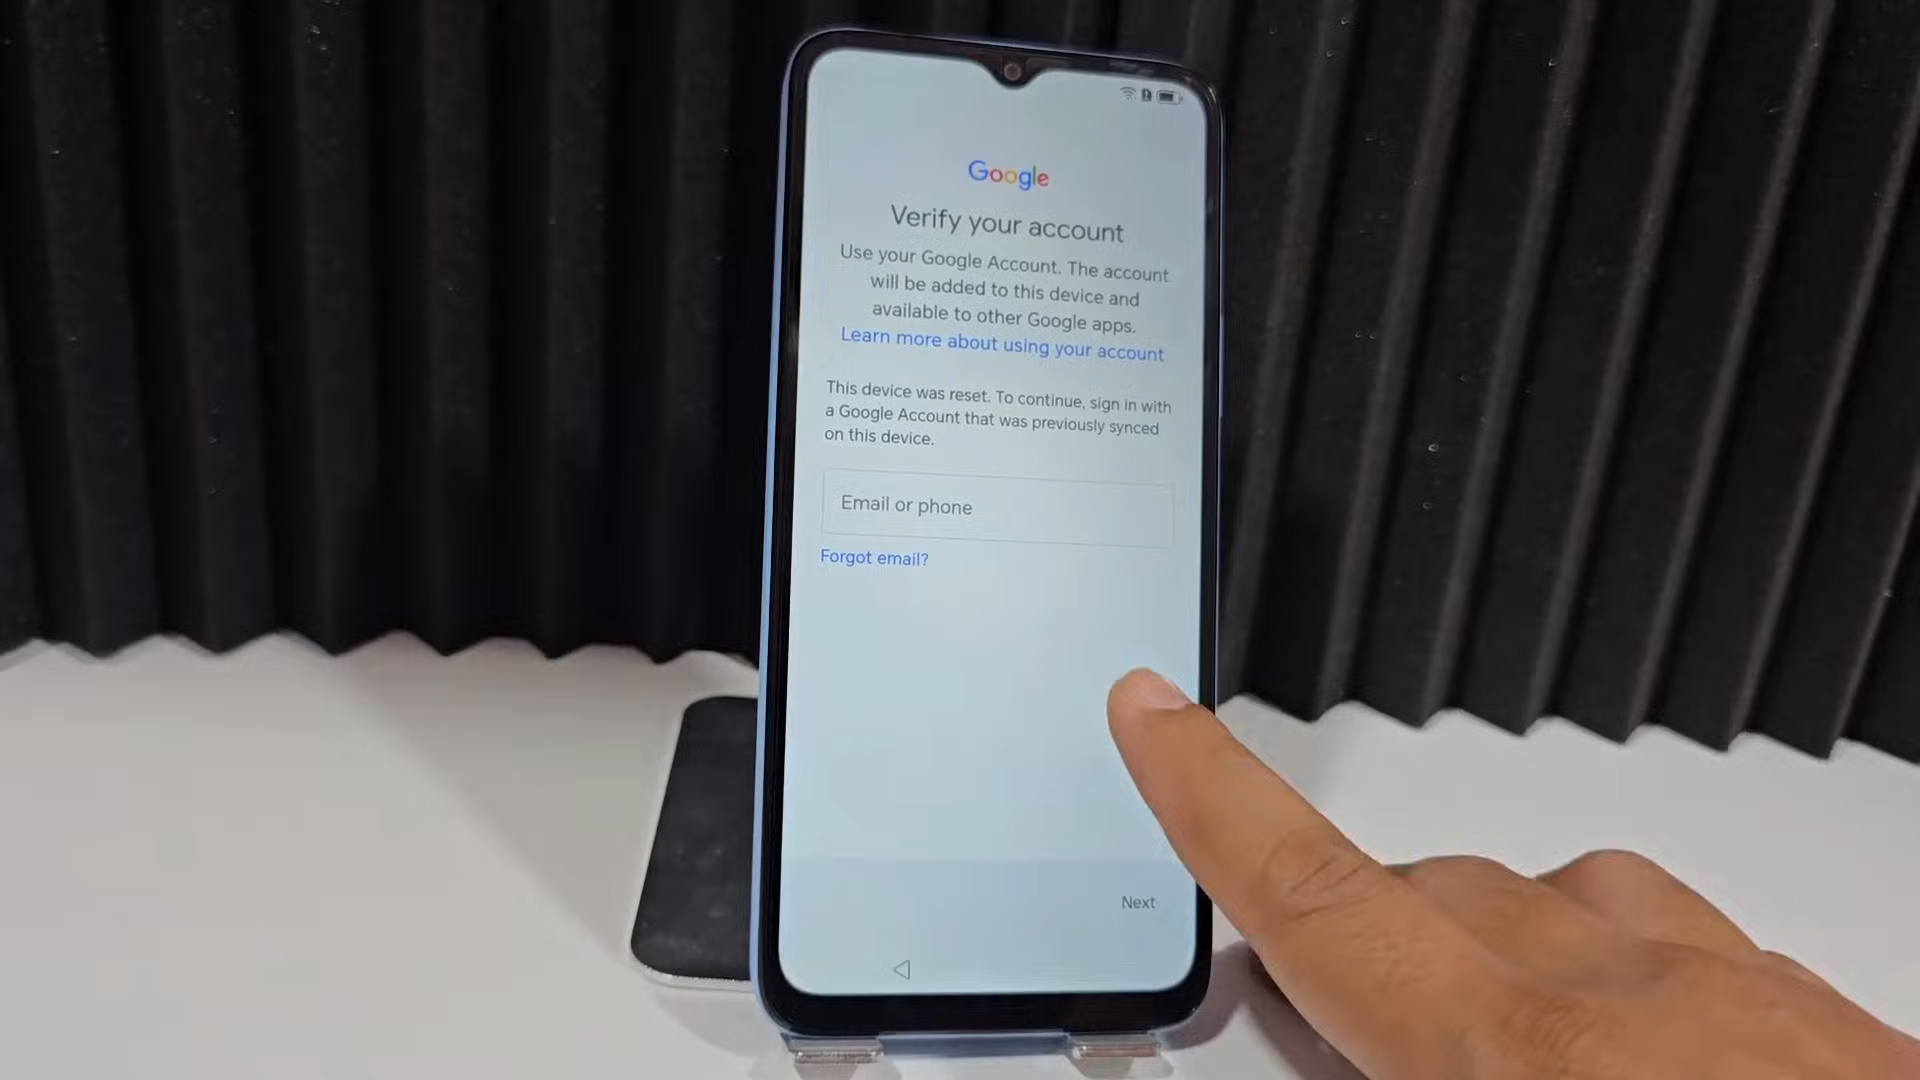 Google
Verify your account
Use your Google Account. The account
will be added to this device and
available to other Google apps.
Learn more about using your account
This device was reset. To continue, sign in with
a Google Account that was previously synced
on this device.
Email or phone
Forgot email?
Next